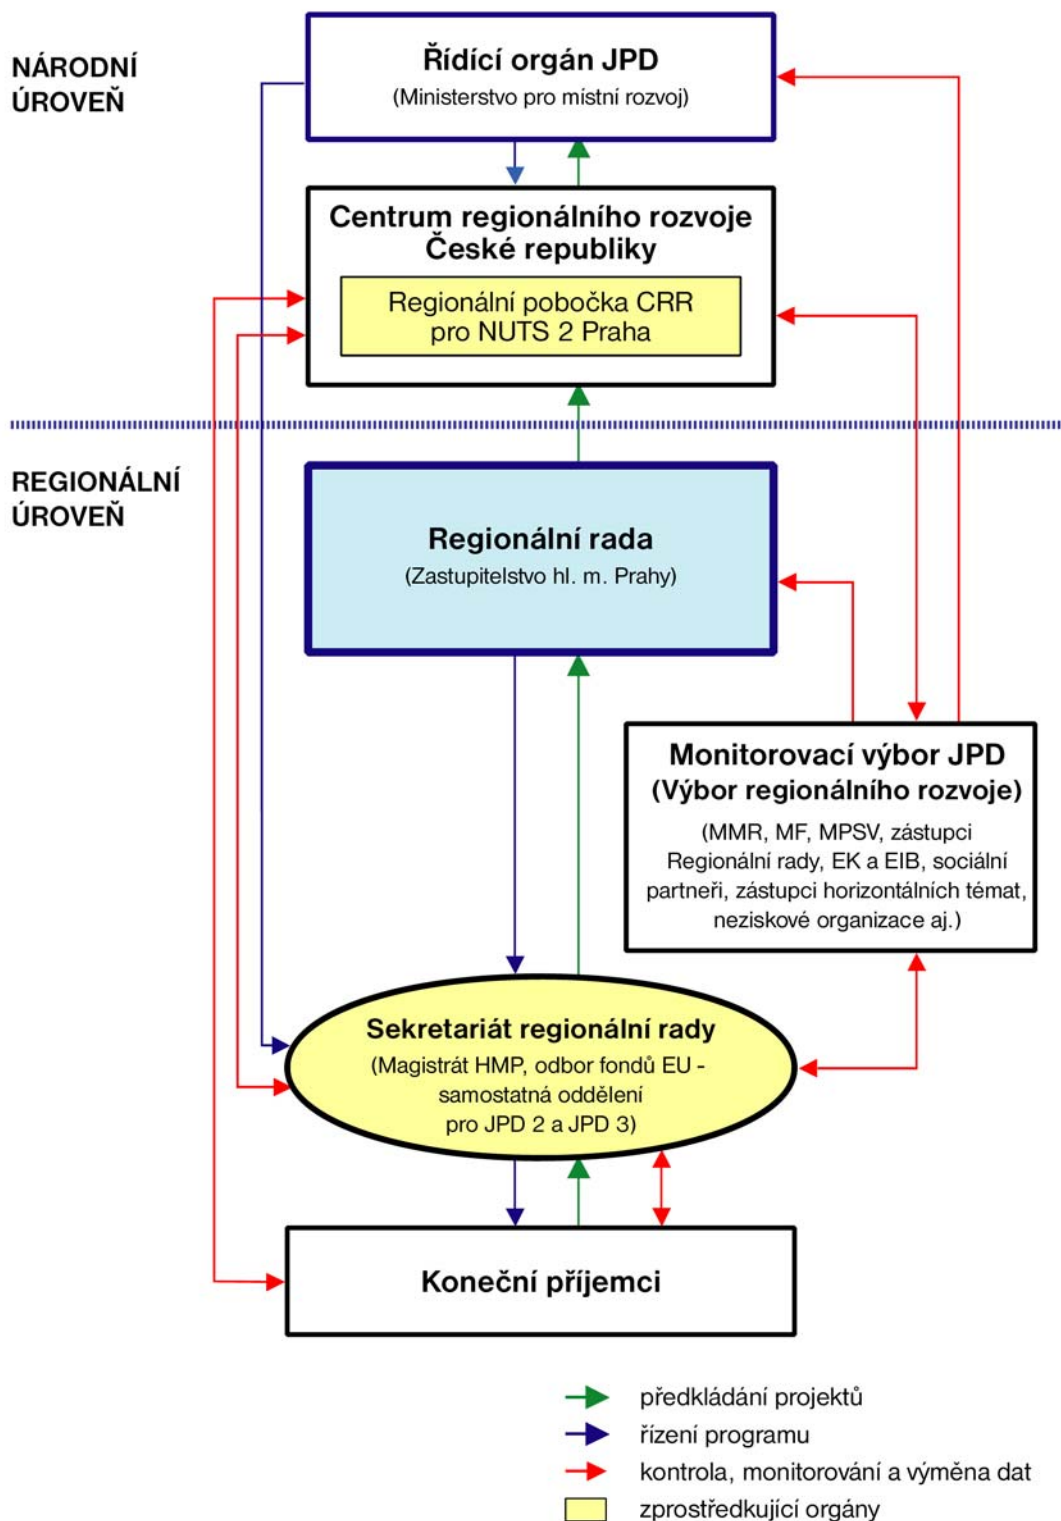 NÁRODNÍ
ÚROVEŇ
Řídící orgán JPD
(Ministerstvo pro místní rozvoj)
Centrum regionálního rozvoje
České republiky
Regionální pobočka CRR
pro NUTS 2 Praha
REGIONÁLNÍ
ÚROVEŇ
Regionální rada
(Zastupitelstvo hl. m. Prahy)
Monitorovací výbor JPD
(Výbor regionálního rozvoje)
(MMR, MF, MPSV, zástupci
Regionální rady, EK a EIB, sociální
partneři, zástupci horizontálních témat,
neziskové organizace aj.)
Sekretariát regionální rady
(Magistrát HMP, odbor fondů EU -
samostatná oddělení
pro JPD 2 a JPD 3)
Koneční příjemci
předkládání projektů
řízení programu
kontrola, monitorování a výměna dat
zprostředkující orgány